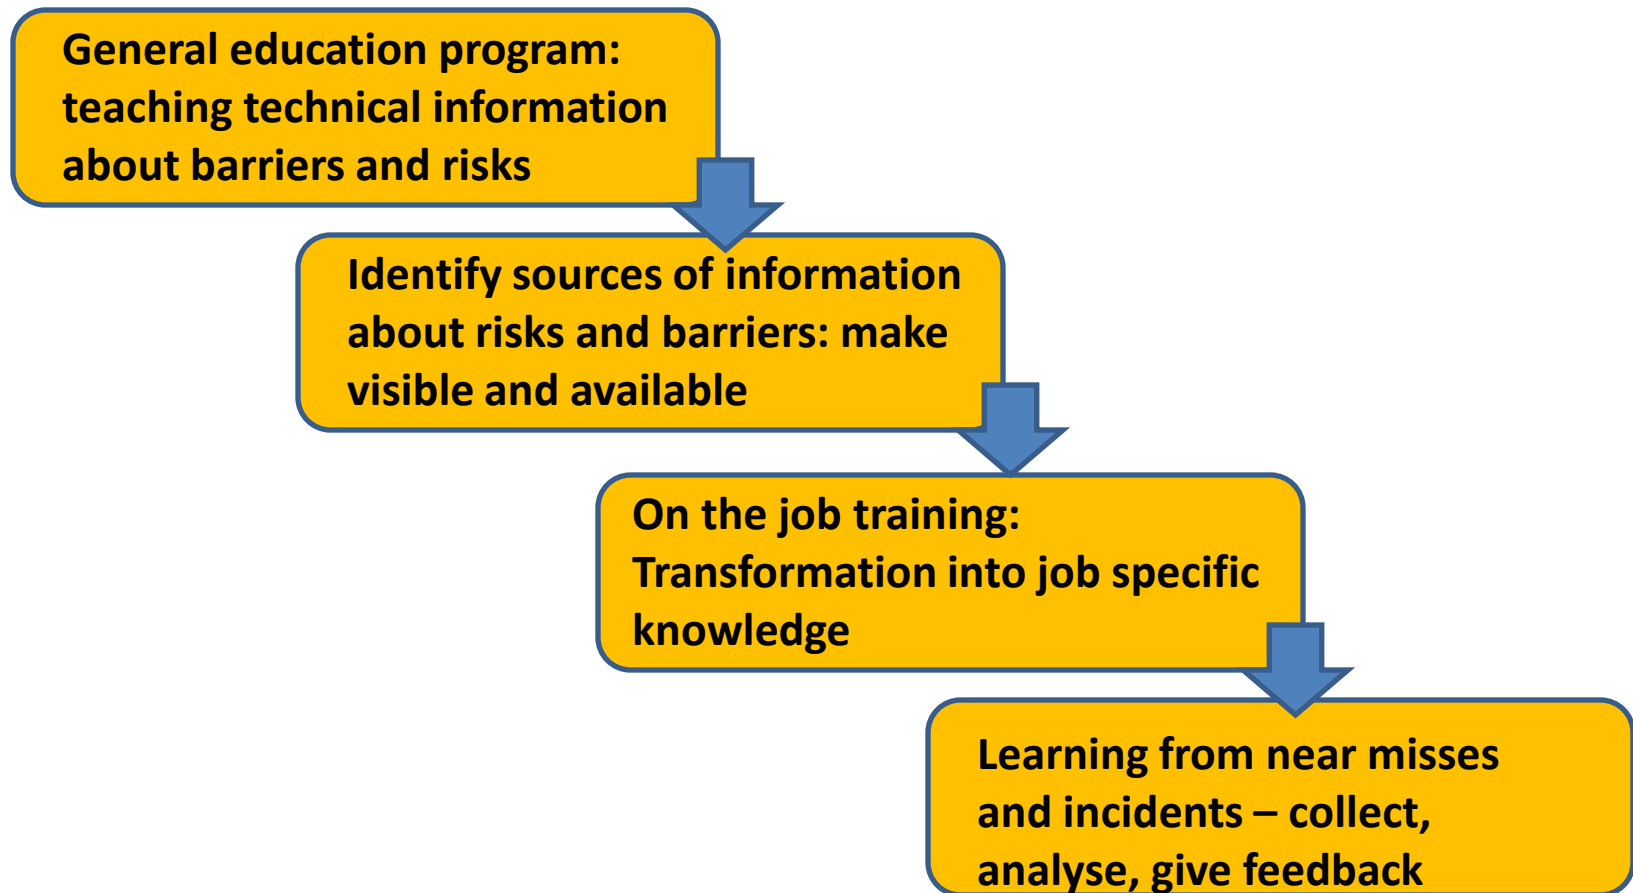 General education program:
teaching technical information
about barriers and risks
Identify sources of information
about risks and barriers: make
visible and available
On the job training:
Transformation into job specific
knowledge
Learning from near misses
and incidents – collect,
analyse, give feedback